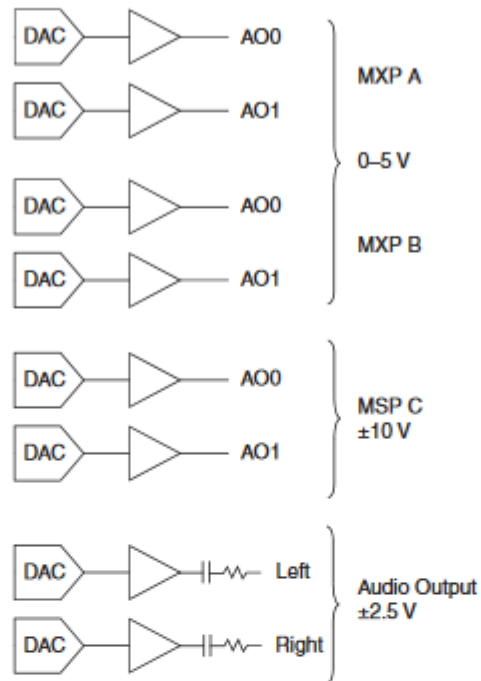 DAC AO0
MXP A
DAC AO1
0–5 V
DAC AO0
MXP B
DAC AO1
DAC AO0
MSP C
±10 V
DAC AO1
DAC Left
Audio Output
±2.5 V
DAC Right